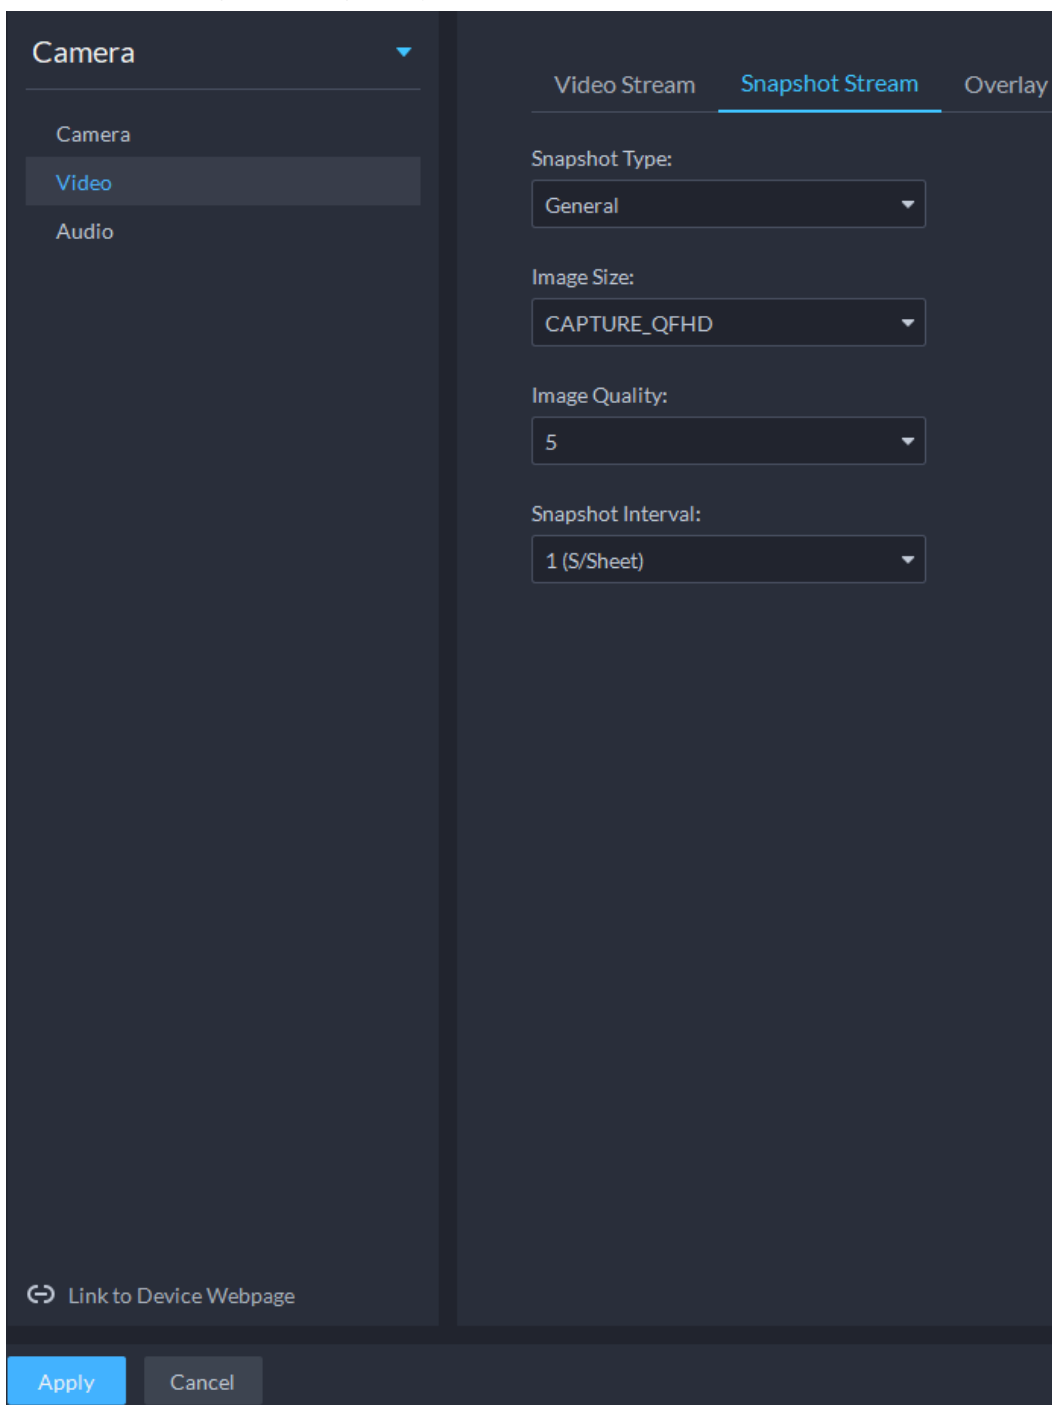 Camera
Camera
Video
Audio
Link to Device Webpage
Video Stream
Snapshot Stream
Overlay
Snapshot Type:
General
Image Size:
CAPTURE_QFHD
Image Quality:
5
Snapshot Interval:
1 (S/Sheet)
Apply
Cancel